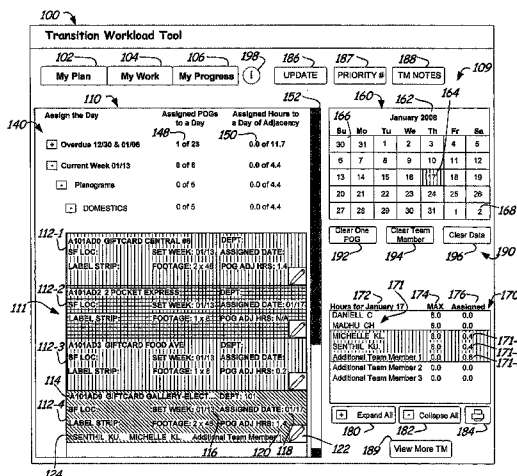 100
Transition Workload Tool
102 104 106 198 186 187 188
My Plan My Work My Progress i UPDATE PRIORITY # TM NOTES
109
110 152 160 162 164
Assign the Day Assigned POGs to a Day Assigned Hours to a Day of Adjacency
140 148 150
+ Overdue 12/30 & 01/06 1 of 23 0.0 of 11.7
- Current Week 01/13 0 of 6 0.0 of 4.4
- Planograms 0 of 5 0.0 of 4.4
- DOMESTICS 0 of 5 0.0 of 4.4
166 January 2008
Su Mo Tu We Th Fr Sa
30 31 1 2 3 4 5
6 7 8 9 10 11 12
13 14 15 16 17 18 19
20 21 22 23 24 25 26
27 28 29 30 31 1 2
168
Clear One POG Clear Team Member Clear Data
192 194 196 190
112-1
A101AD0 GIFTCARD CENTRAL #6 DEPT:
SF LOC: SET WEEK: 01/13 ASSIGNED DATE:
LABEL STRIP: FOOTAGE: 2 x 48 POG ADJ HRS: 1.4
112-2
A101AD2 2 POCKET EXPRESS DEPT:
SF LOC: SET WEEK: 01/13 ASSIGNED DATE: 01/17
LABEL STRIP: FOOTAGE: 1 x 8 POG ADJ HRS: N/A
111
112-3
A101AD3 GIFTCARD FOOD AVE DEPT:
SF LOC: SET WEEK: 01/13 ASSIGNED DATE:
LABEL STRIP: FOOTAGE: 1 x 8 POG ADJ HRS: 0.2
114
A101AD9 GIFTCARD GALLERY-ELECT... DEPT: 101
112-4
SF LOC: SET WEEK: 01/13 ASSIGNED DATE: 01/17
LABEL STRIP: FOOTAGE: 2 x 48 POG ADJ HRS: 1.4
SENTHIL KU... MICHELLE KL... Additional Team Member
124 116 120 118 122
172 171 174 176 170
Hours for January 17 MAX Assigned
DANIELL C 8.0 0.0
MADHU CH 8.0 0.0
MICHELLE KL 8.0 171-
SENTHIL KU. 8.0 0.4 171-
Additional Team Member 1 0.0 0.6 171-
Additional Team Member 2 0.0 0.0
Additional Team Member 3 0.0 0.0
+ Expand All - Collapse All
180 182 184
189 View More TM